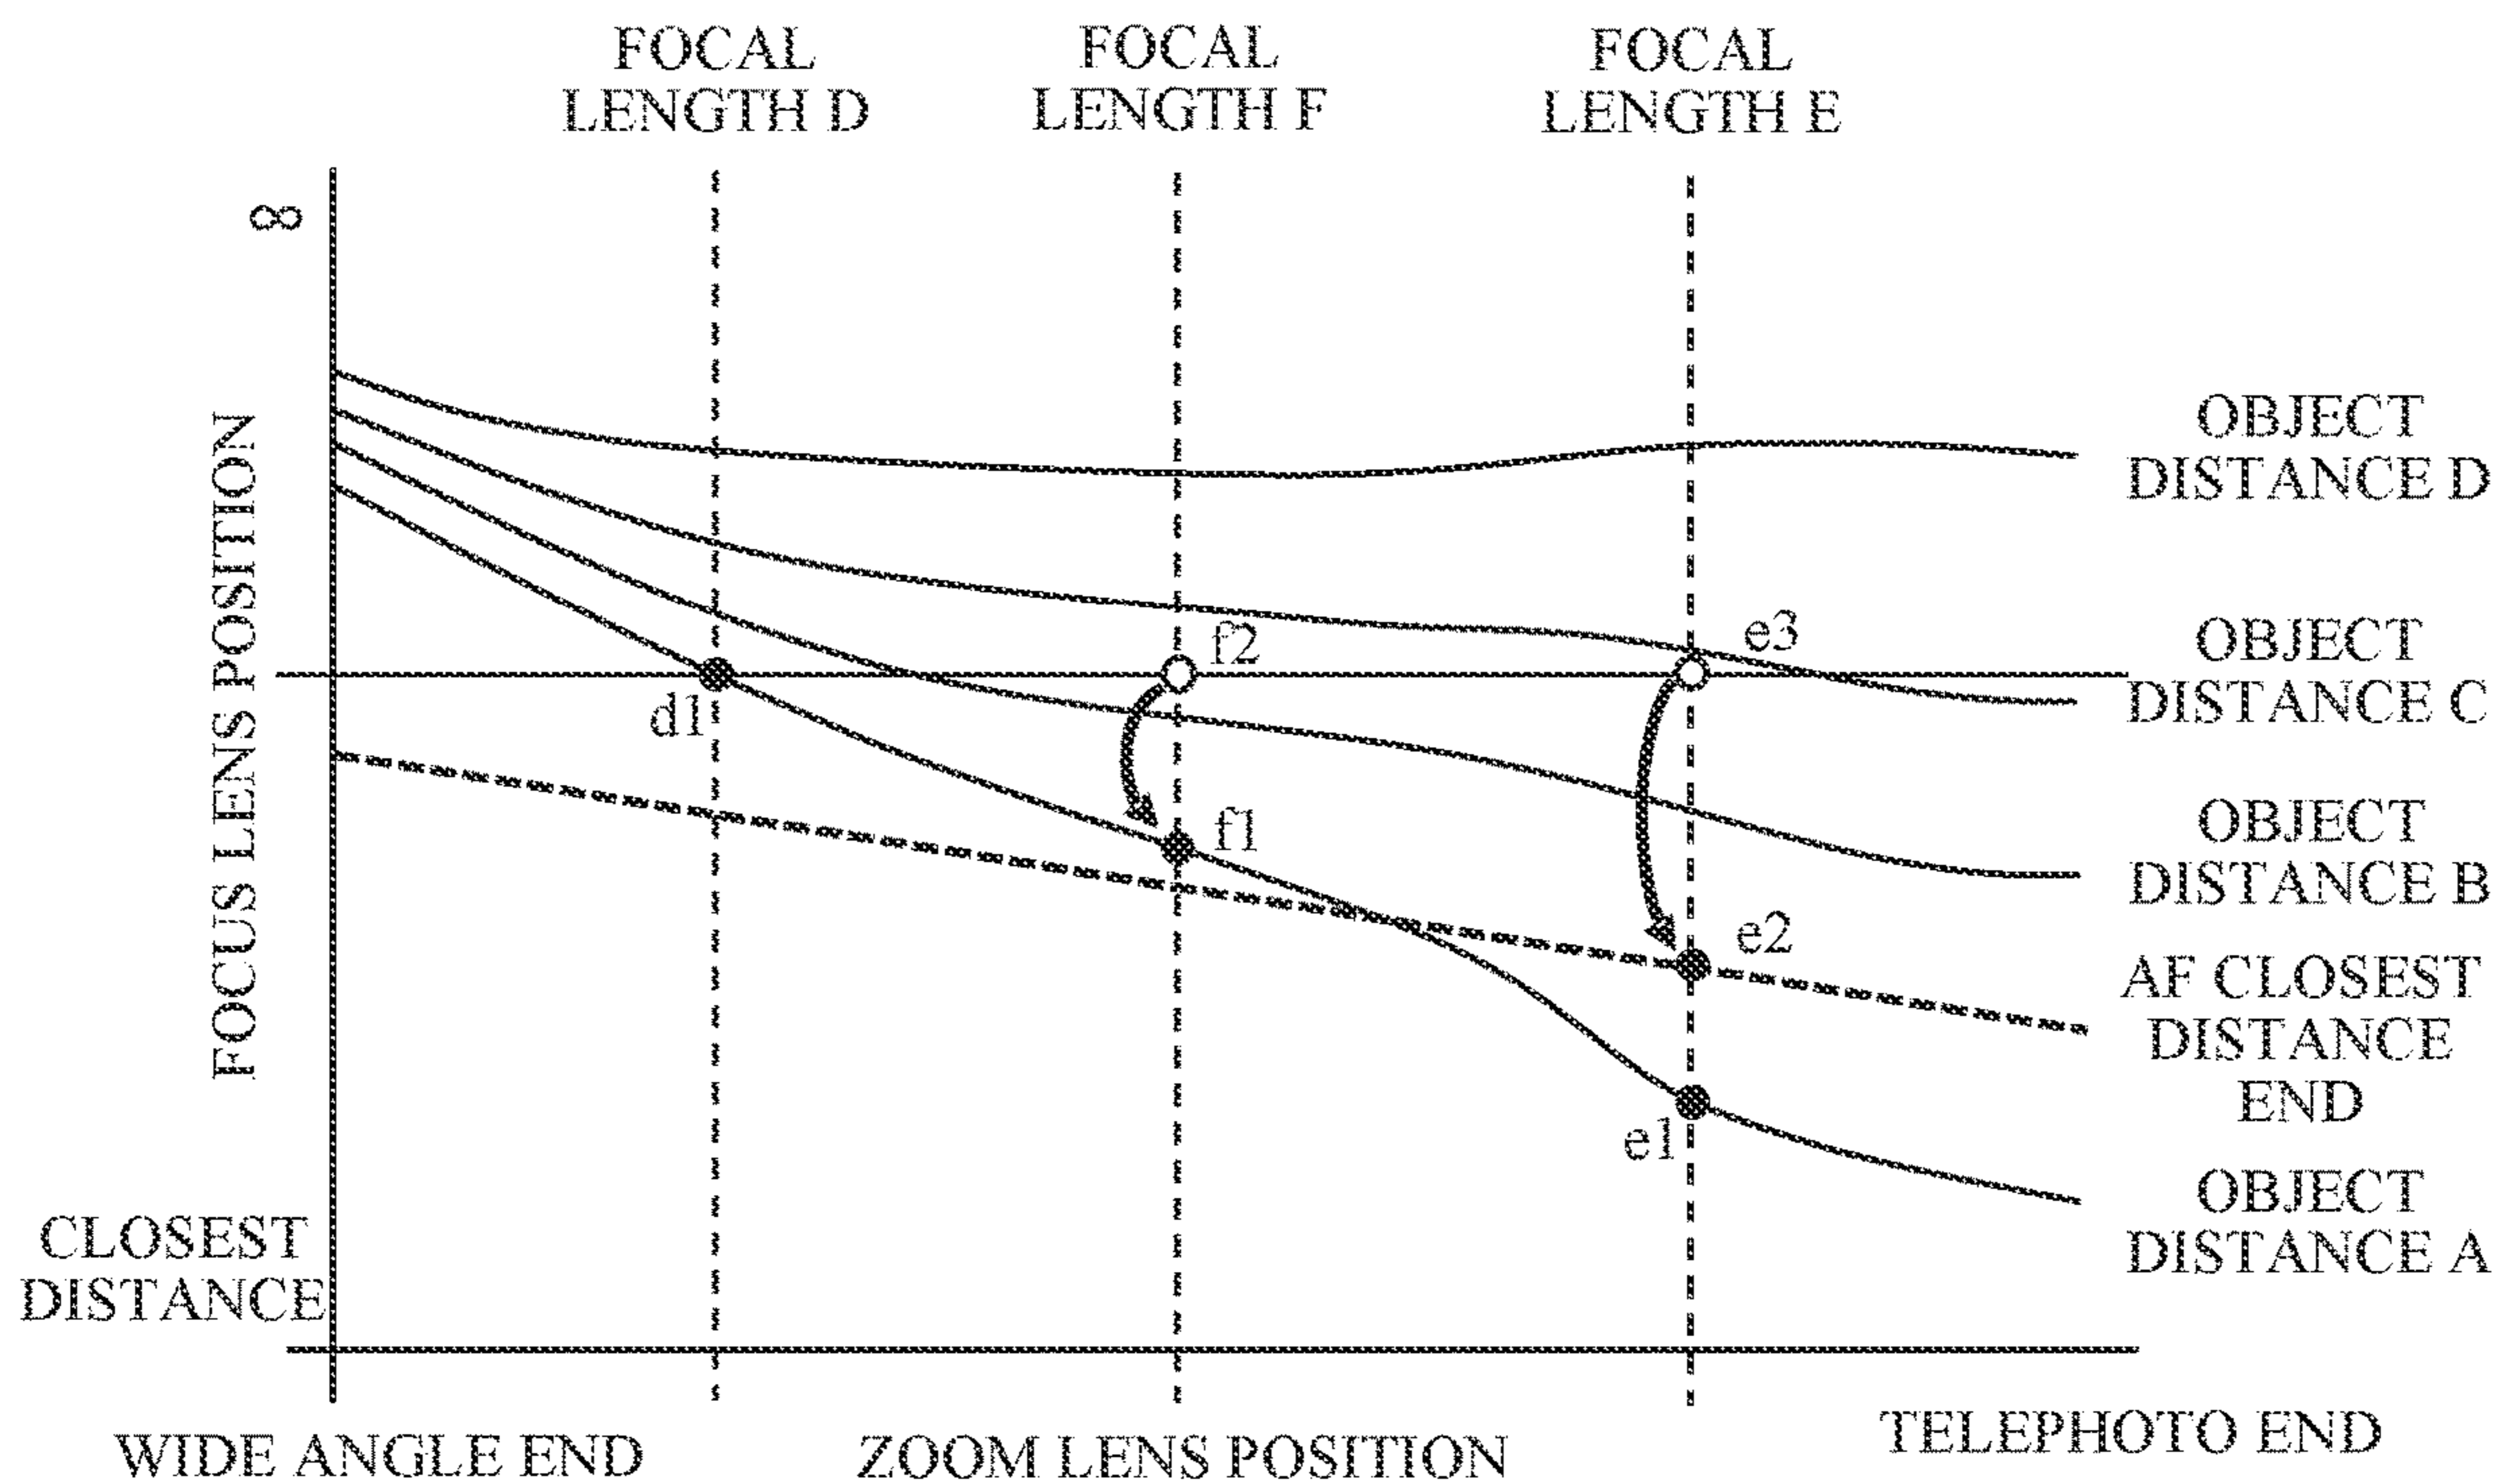 FOCAL
LENGTH D
FOCAL
LENGTH F
FOCAL
LENGTH E
∞
FOCUS LENS POSITION
OBJECT
DISTANCE D
f2
e3
OBJECT
DISTANCE C
d1
f1
OBJECT
DISTANCE B
e2
AF CLOSEST
DISTANCE
END
e1
OBJECT
DISTANCE A
CLOSEST
DISTANCE
WIDE ANGLE END
ZOOM LENS POSITION
TELEPHOTO END